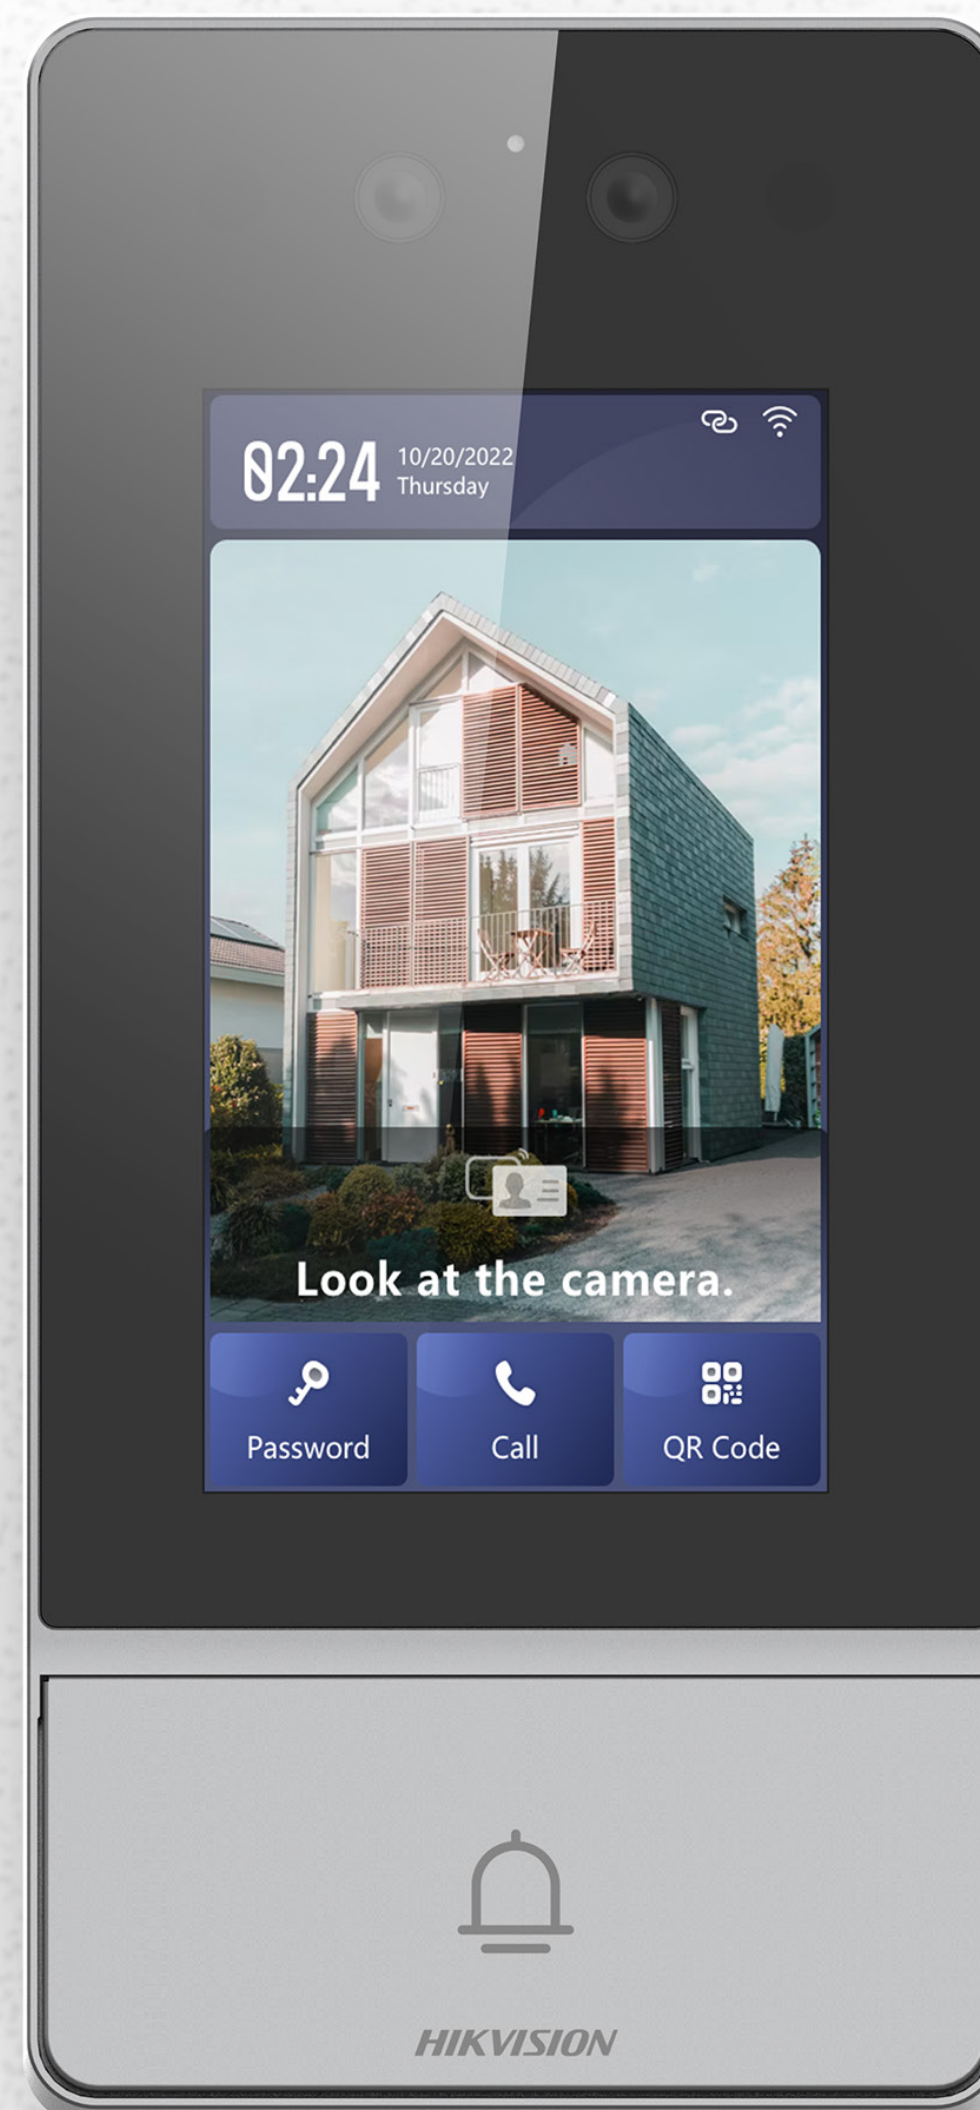 02:24
10/20/2022
Thursday
Look at the camera.
Password
Call
QR Code
HIKVISION